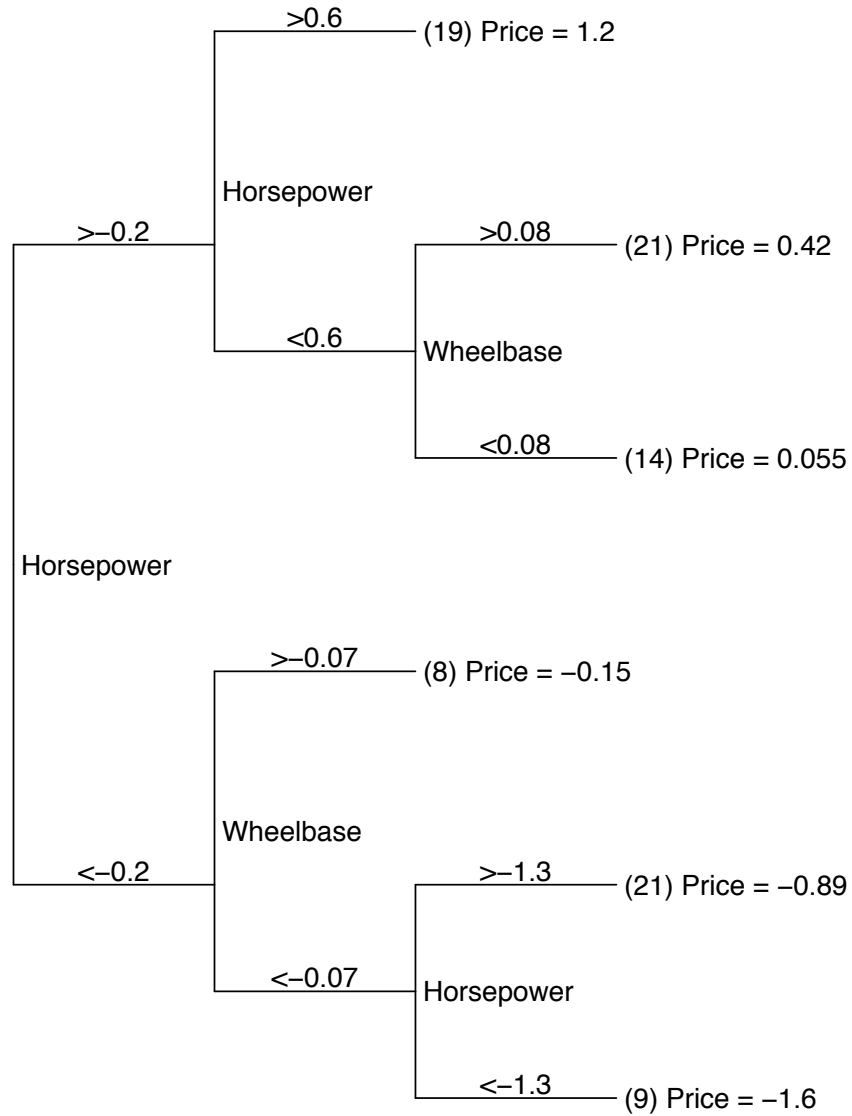 >0.6
(19) Price = 1.2
Horsepower
>−0.2
>0.08
(21) Price = 0.42
<0.6
Wheelbase
<0.08
(14) Price = 0.055
Horsepower
>−0.07
(8) Price = −0.15
Wheelbase
<−0.2
>−1.3
(21) Price = −0.89
<−0.07
Horsepower
<−1.3
(9) Price = −1.6